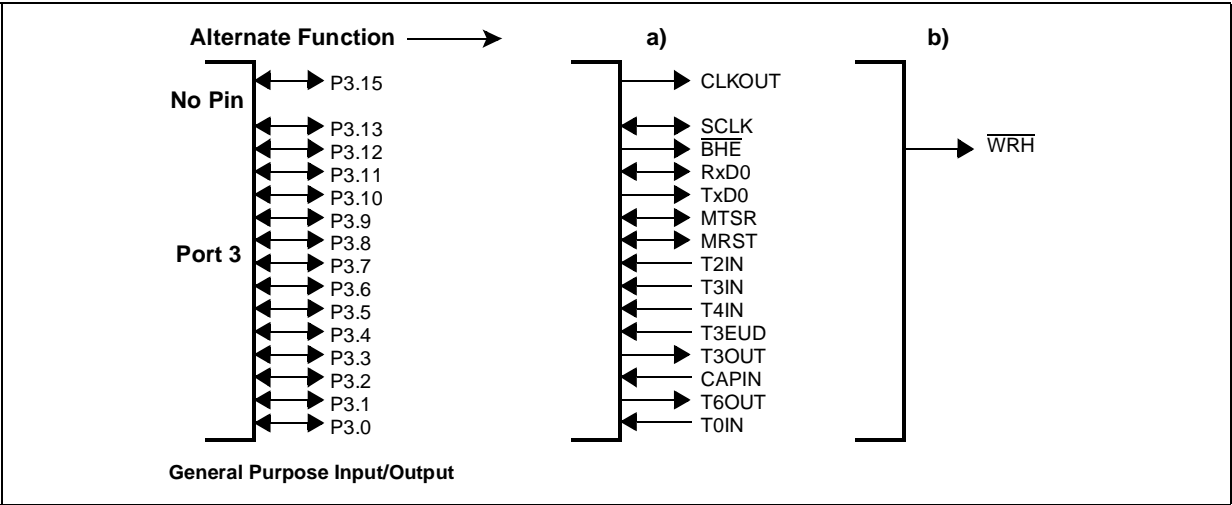 Alternate Function a) b)
P3.15 CLKOUT
No Pin
P3.13 SCLK
P3.12 BHE WRH
P3.11 RxD0
P3.10 TxD0
P3.9 MTSR
P3.8 MRST
Port 3
P3.7 T2IN
P3.6 T3IN
P3.5 T4IN
P3.4 T3EUD
P3.3 T3OUT
P3.2 CAPIN
P3.1 T6OUT
P3.0 T0IN
General Purpose Input/Output